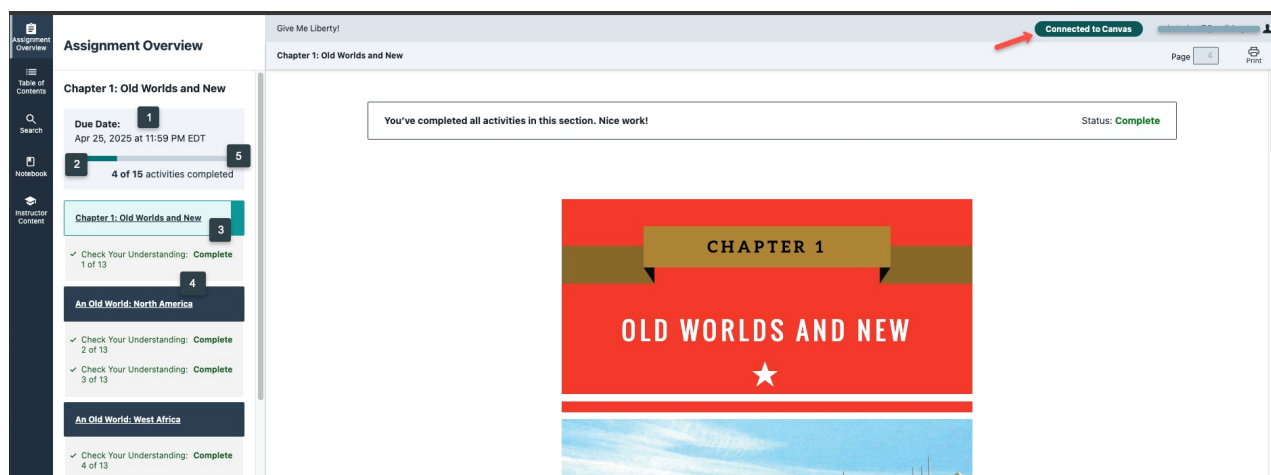 Assignment
Overview
Table of
Contents
Search
Notebook
Instructor
Content
Assignment Overview
Chapter 1: Old Worlds and New
1
Due Date:
Apr 25, 2025 at 11:59 PM EDT
2
5
4 of 15 activities completed
Chapter 1: Old Worlds and New
3
✓ Check Your Understanding: Complete
1 of 13
4
An Old World: North America
✓ Check Your Understanding: Complete
2 of 13
✓ Check Your Understanding: Complete
3 of 13
An Old World: West Africa
✓ Check Your Understanding: Complete
4 of 13
Give Me Liberty!
Connected to Canvas
Chapter 1: Old Worlds and New
Page 4
Print
You've completed all activities in this section. Nice work!
Status: Complete
CHAPTER 1
OLD WORLDS AND NEW